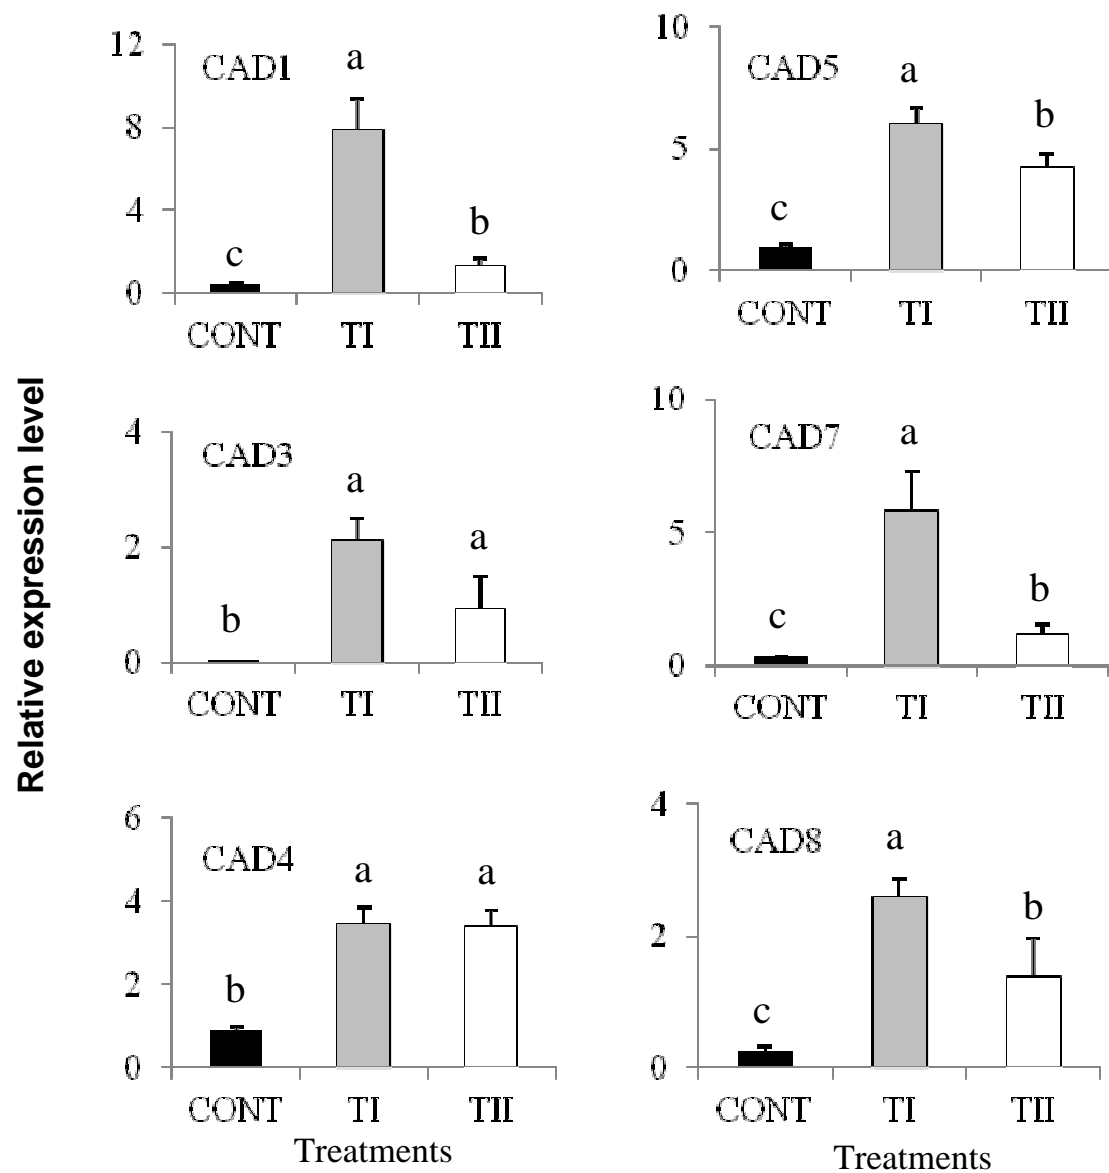 Relative expression level
12
8
4
0
CAD1
c
a
b
CONT TI TII
10
5
0
CAD5
c
a
b
CONT TI TII
4
2
0
CAD3
b
a
a
CONT TI TII
10
5
0
CAD7
c
a
b
CONT TI TII
6
4
2
0
CAD4
b
a
a
CONT TI TII
Treatments
4
2
0
CAD8
c
a
b
CONT TI TII
Treatments